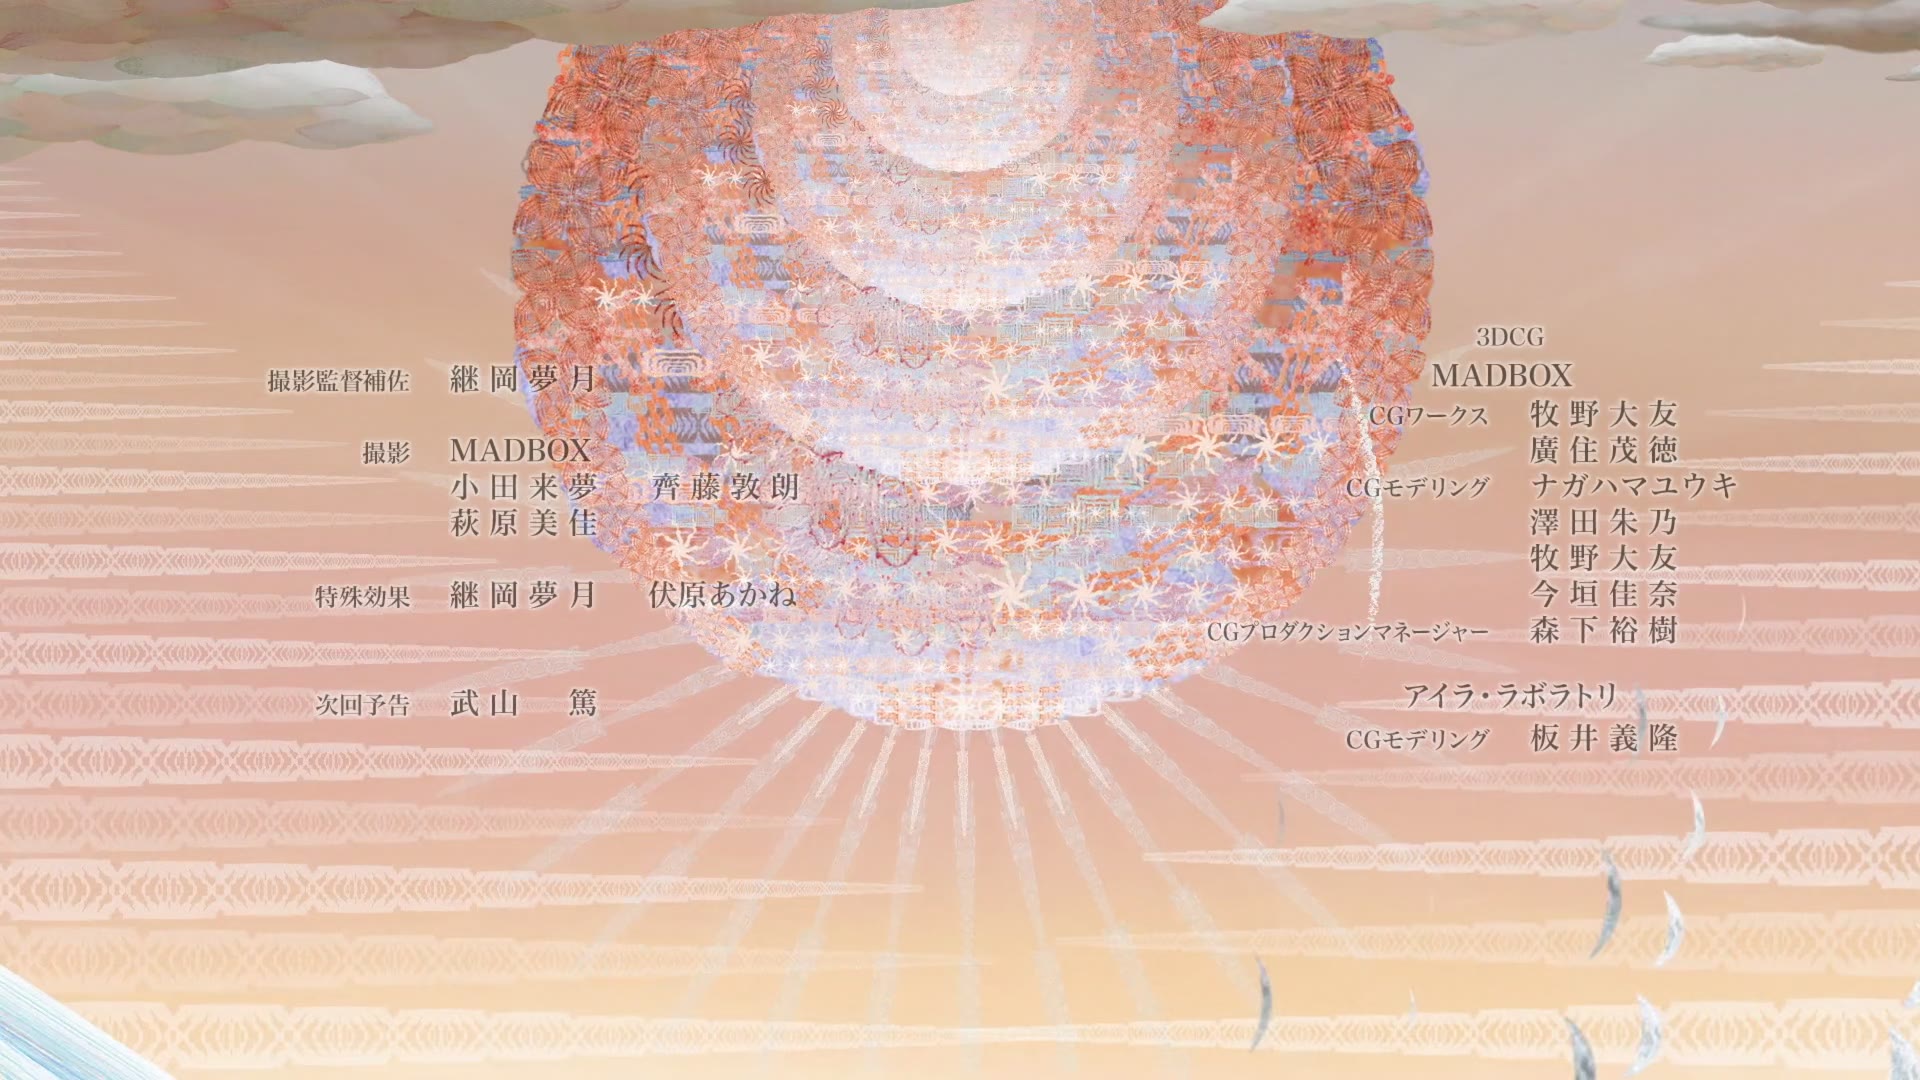 撮影監督補佐 継岡夢月
撮影 MADBOX
小田来夢 齊藤敦朗
萩原美佳
特殊効果 継岡夢月 伏原あかね
次回予告 武山 篤
3DCG
MADBOX
CGワークス 牧野大友
廣住茂徳
CGモデリング ナガハマユウキ
澤田朱乃
牧野大友
今垣佳奈
CGプロダクションマネージャー 森下裕樹
アイラ・ラボラトリ
CGモデリング 板井義隆